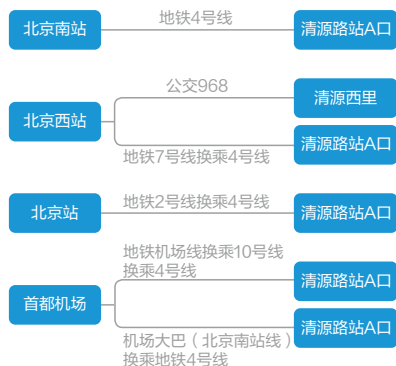 北京南站
地铁4号线
清源路站A口
公交968
清源西里
北京西站
清源路站A口
地铁7号线换乘4号线
北京站
地铁2号线换乘4号线
清源路站A口
地铁机场线换乘10号线
换乘4号线
清源路站A口
首都机场
清源路站A口
机场大巴（北京南站线）
换乘地铁4号线